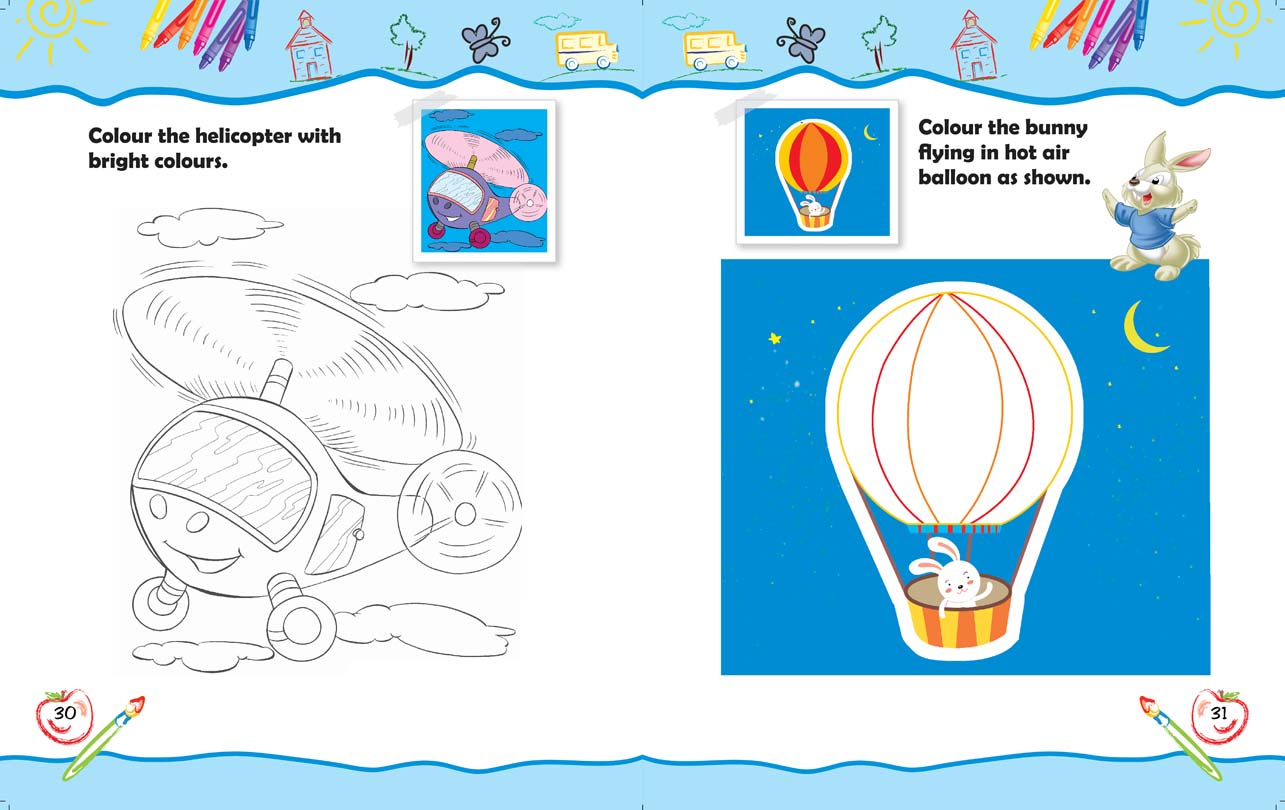 Colour the helicopter with
bright colours.
30
Colour the bunny
flying in hot air
balloon as shown.
31